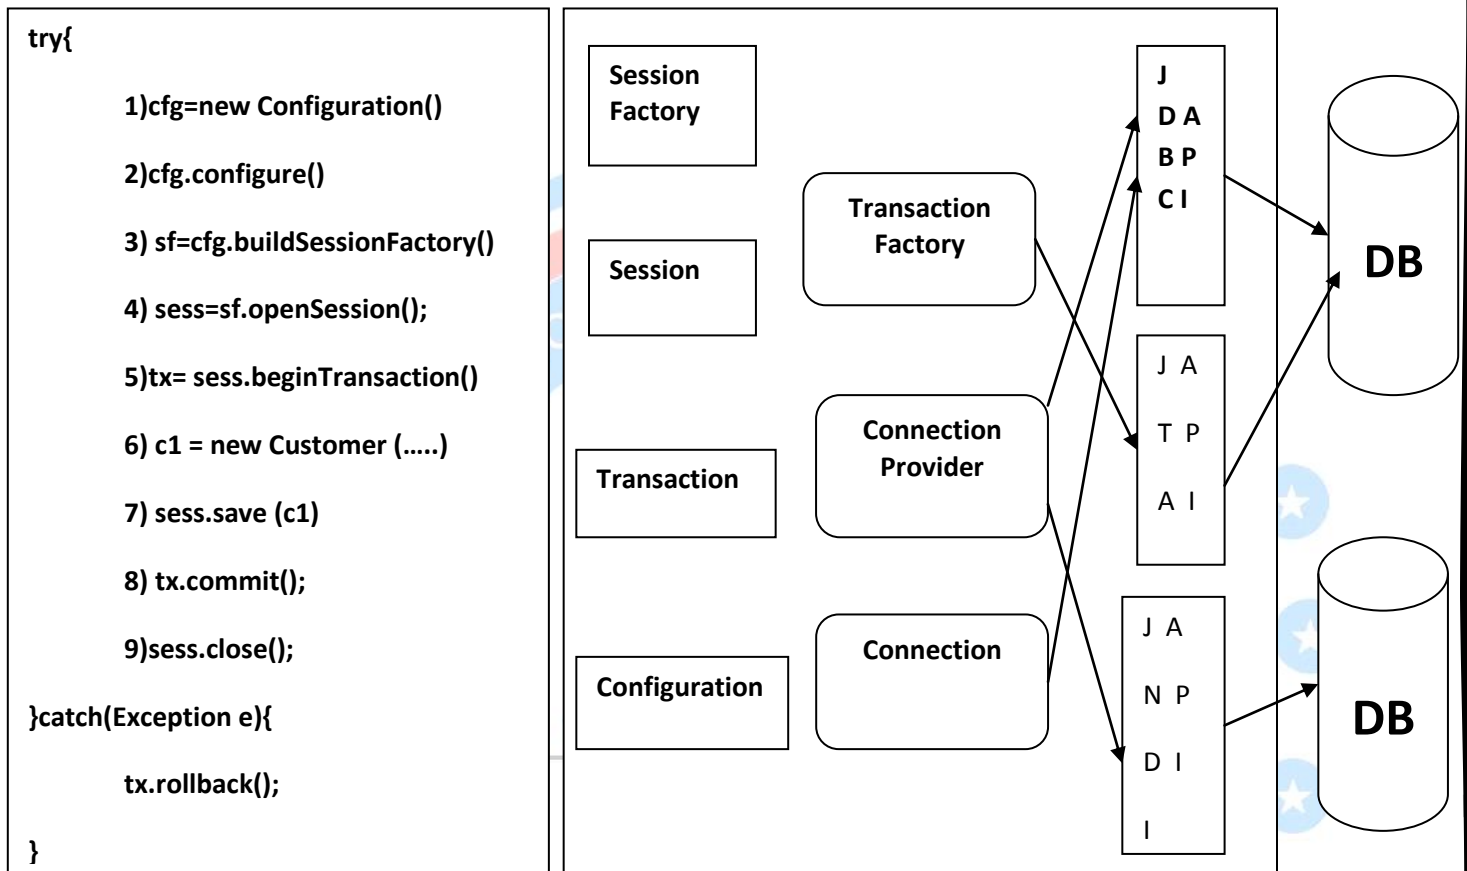 try{
1)cfg=new Configuration()
2)cfg.configure()
3) sf=cfg.buildSessionFactory()
4) sess=sf.openSession();
5)tx= sess.beginTransaction()
6) c1 = new Customer (…..)
7) sess.save (c1)
8) tx.commit();
9)sess.close();
}catch(Exception e){
tx.rollback();
}
Session
Factory
Session
Transaction
Configuration
Transaction
Factory
Connection
Provider
Connection
J
D A
B P
C I
J A
T P
A I
J A
N P
D I
I
DB
DB